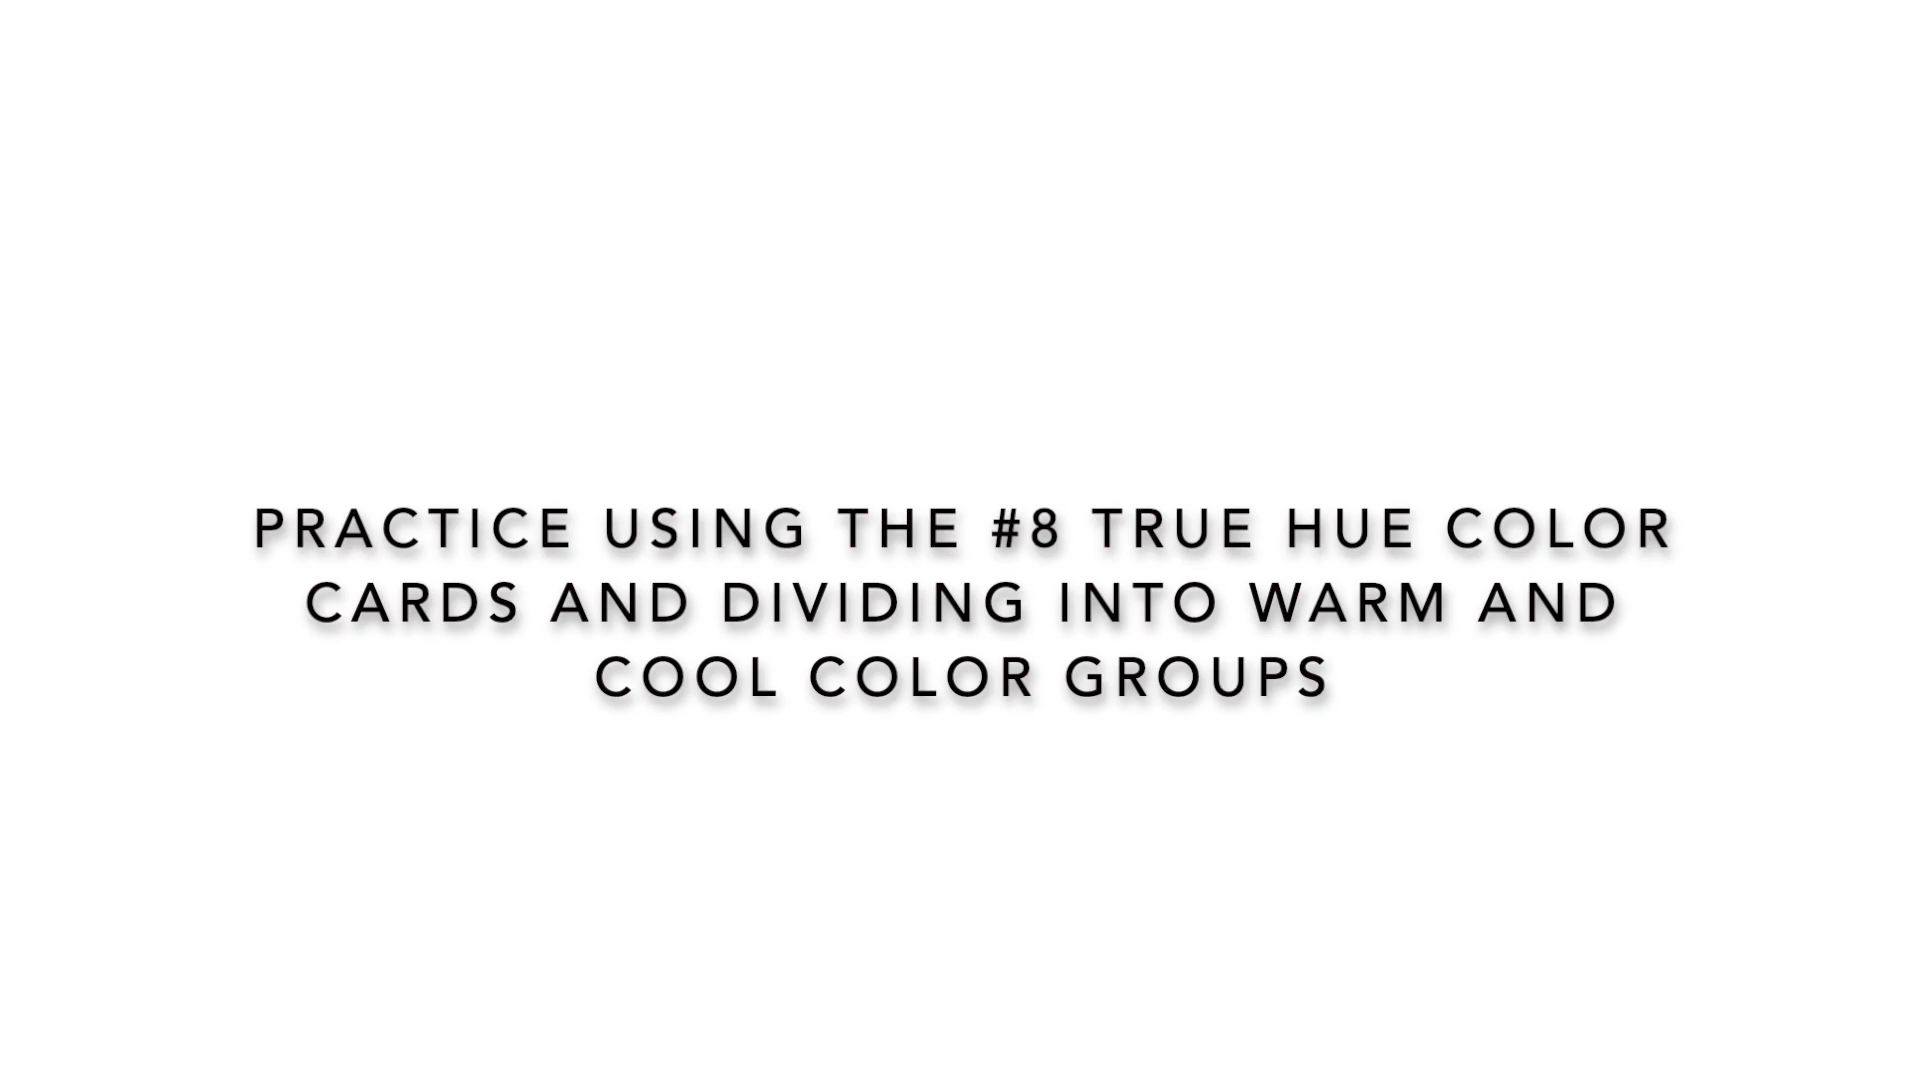 PRACTICE USING THE #8 TRUE HUE COLOR
CARDS AND DIVIDING INTO WARM AND
COOL COLOR GROUPS